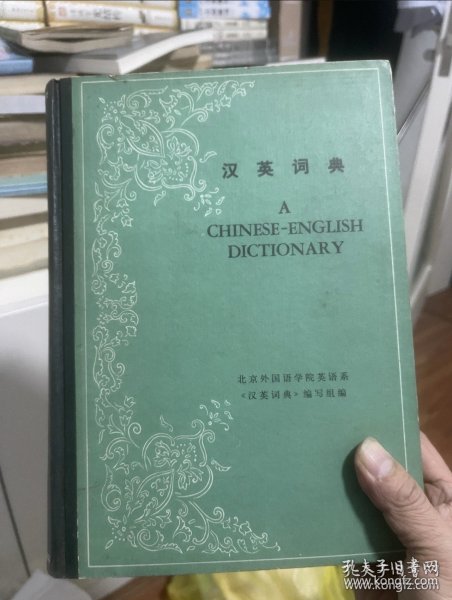 汉英词典
A
CHINESE-ENGLISH
DICTIONARY
北京外国语学院英语系
《汉英词典》编写组编
孔夫子旧书网
www.kongfz.com